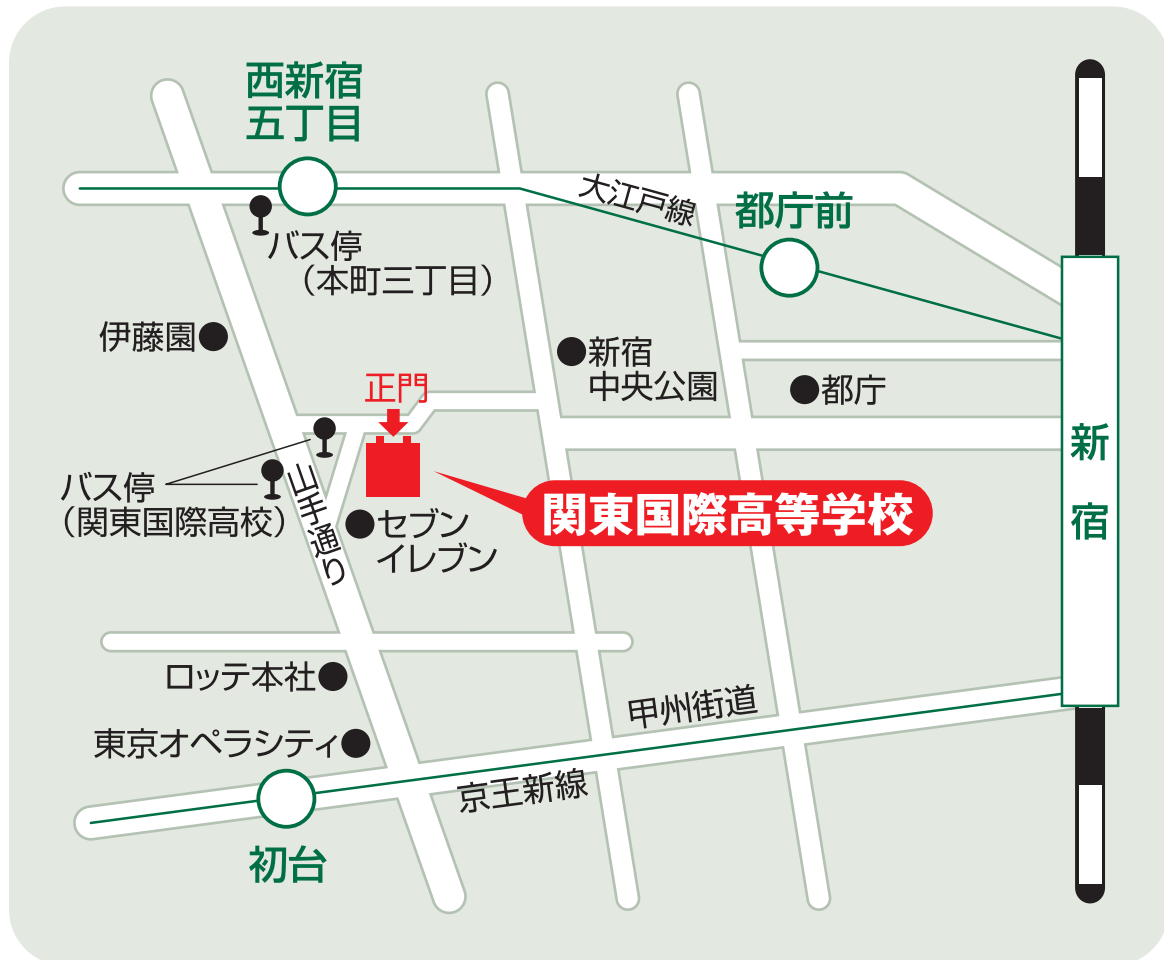 西新宿
五丁目
大江戸線
都庁前
バス停
（本町三丁目）
伊藤園
新宿
中央公園
都庁
正門
新宿
バス停
（関東国際高校）
山手通り
関東国際高等学校
セブン
イレブン
ロッテ本社
甲州街道
東京オペラシティ
京王新線
初台